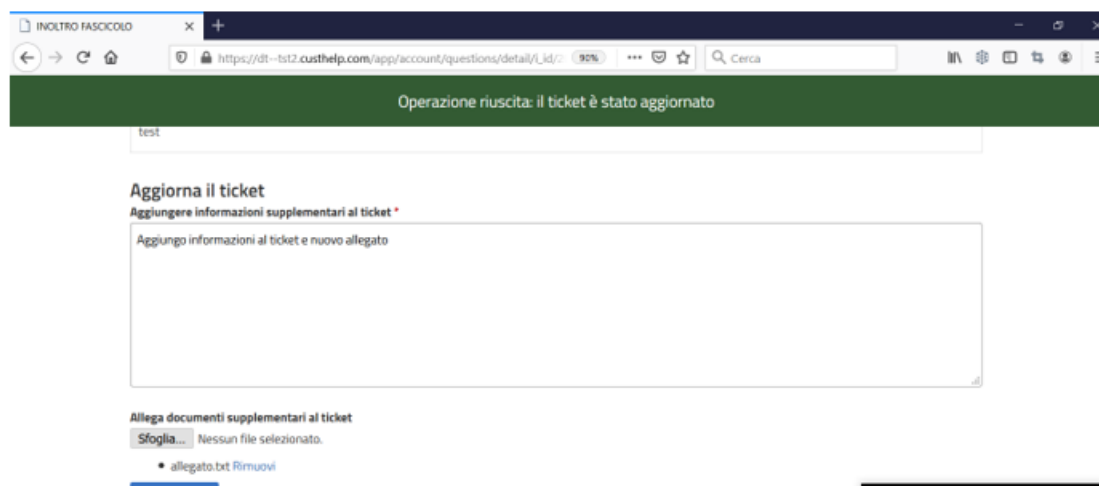 INOLTRO FASCICOLO
https://dt--tst2.custhelp.com/app/account/questions/detail/i_id/2 90% Cerca
Operazione riuscita: il ticket è stato aggiornato
test
Aggiorna il ticket
Aggiungere informazioni supplementari al ticket *
Aggiungo informazioni al ticket e nuovo allegato
Allega documenti supplementari al ticket
Sfoglia... Nessun file selezionato.
allegato.txt Rimuovi